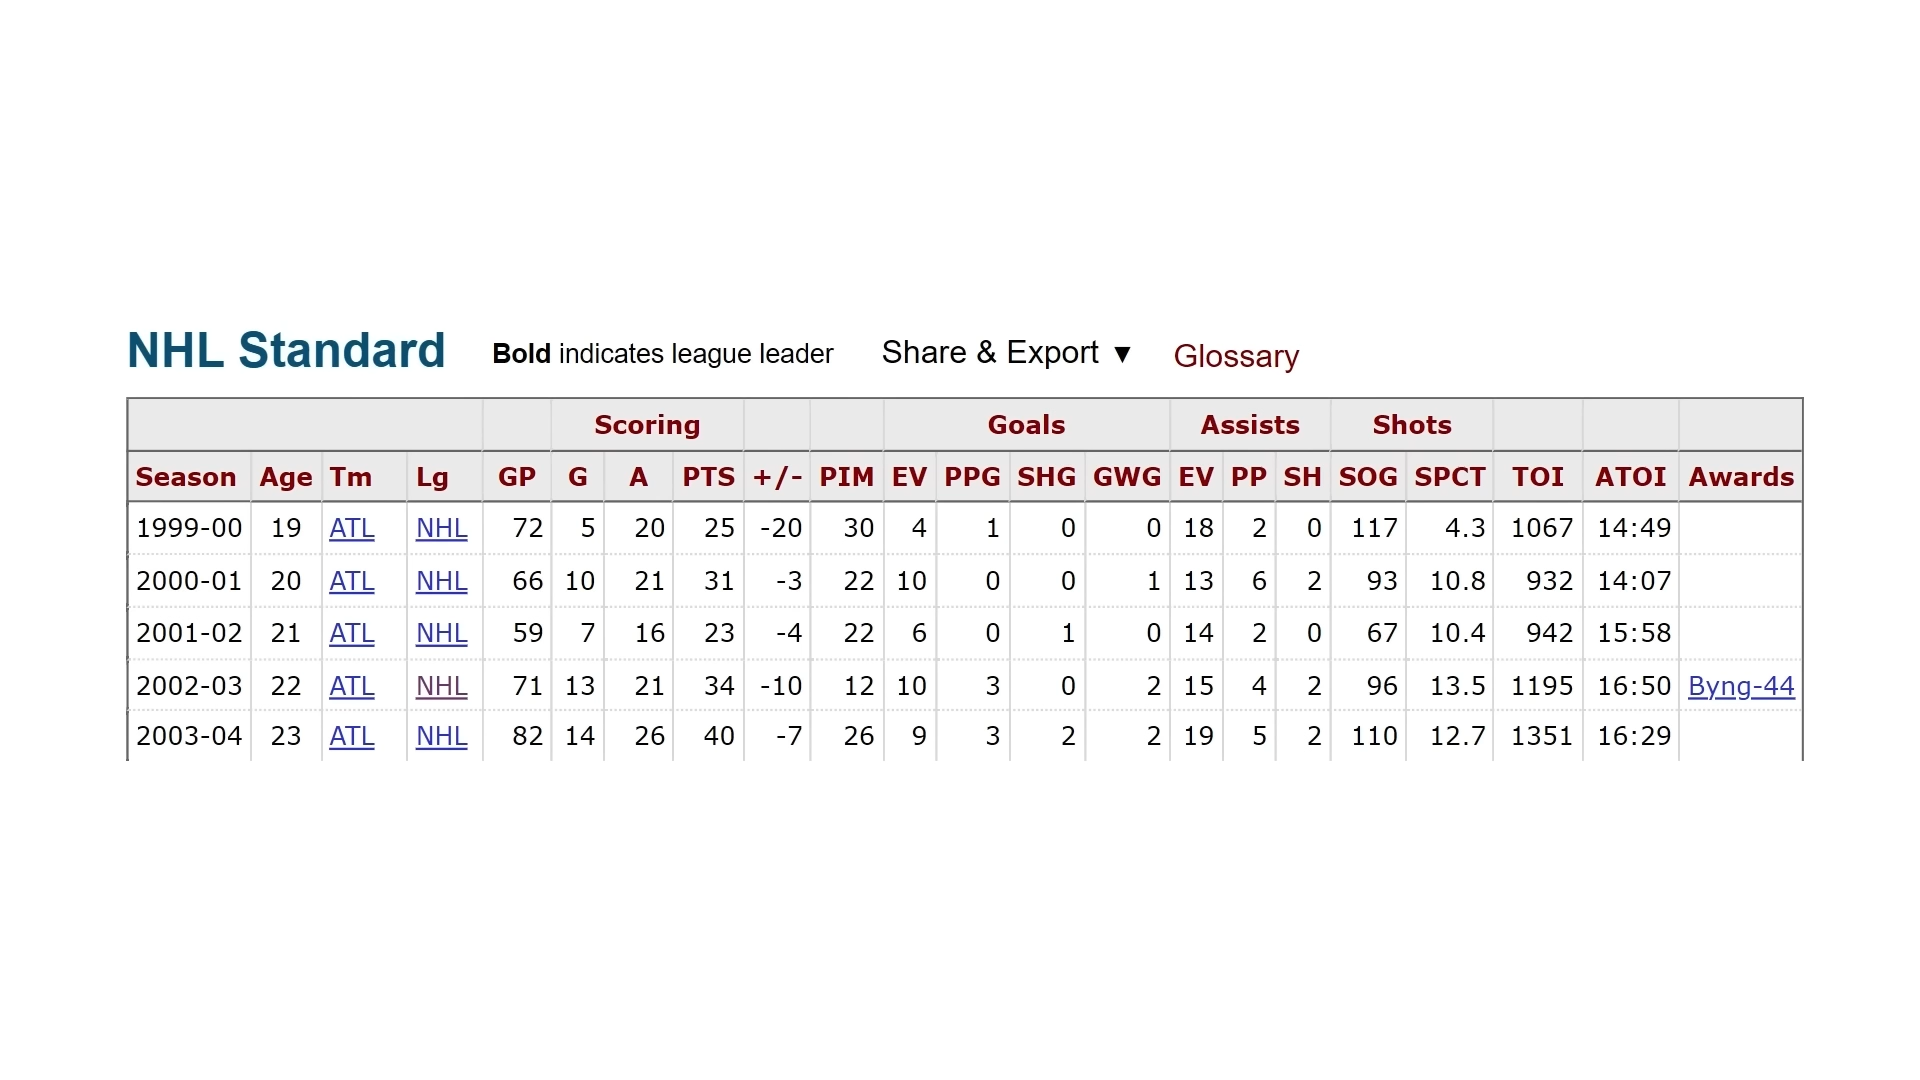 NHL Standard Bold indicates league leader Share & Export ▼ Glossary
Scoring Goals Assists Shots
Season Age Tm Lg GP G A PTS +/- PIM EV PPG SHG GWG EV PP SH SOG SPCT TOI ATOI Awards
1999-00 19 ATL NHL 72 5 20 25 -20 30 4 1 0 0 18 2 0 117 4.3 1067 14:49
2000-01 20 ATL NHL 66 10 21 31 -3 22 10 0 0 1 13 6 2 93 10.8 932 14:07
2001-02 21 ATL NHL 59 7 16 23 -4 22 6 0 1 0 14 2 0 67 10.4 942 15:58
2002-03 22 ATL NHL 71 13 21 34 -10 12 10 3 0 2 15 4 2 96 13.5 1195 16:50 Byng-44
2003-04 23 ATL NHL 82 14 26 40 -7 26 9 3 2 2 19 5 2 110 12.7 1351 16:29